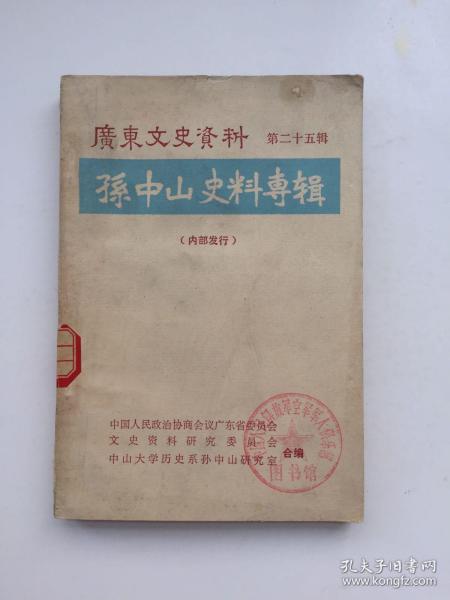 廣東文史資料 第二十五辑
孫中山史料專辑
（内部发行）
中国人民政治协商会议广东省委员会
文史资料研究委员会
中山大学历史系孙中山研究室
合编
图书馆
孔夫子旧书网
www.kongfz.com